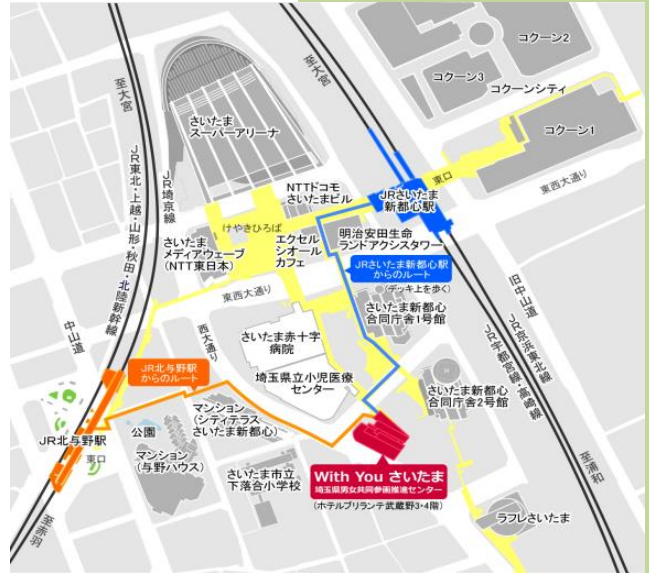 至大宮
至大宮
コクーン2
コクーン3
コクーンシティ
コクーン1
さいたま
スーパーアリーナ
JR埼京線
JR東北・上越・山形・秋田・北陸新幹線
NTTドコモ
さいたまビル
東口
JRさいたま
新都心駅
東西大通り
けやきひろば
さいたま
メディアウェーブ
(NTT東日本)
エクセル
シオール
カフェ
明治安田生命
ランドアクシスタワー
JRさいたま新都心駅
からのルート
(デッキ上を歩く)
旧中山道
東西大通り
中山道
西大通り
さいたま新都心
合同庁舎1号館
さいたま赤十字
病院
JR京浜東北線
JR宇都宮線・高崎線
JR北与野駅
からのルート
埼玉県立小児医療
センター
さいたま新都心
合同庁舎2号館
マンション
(シティテラス
さいたま新都心)
公園
JR北与野駅
東口
マンション
(与野ハウス)
さいたま市立
下落合小学校
With You さいたま
埼玉県男女共同参画推進センター
(ホテルブリランテ武蔵野3・4階)
至浦和
ラフレさいたま
至赤羽